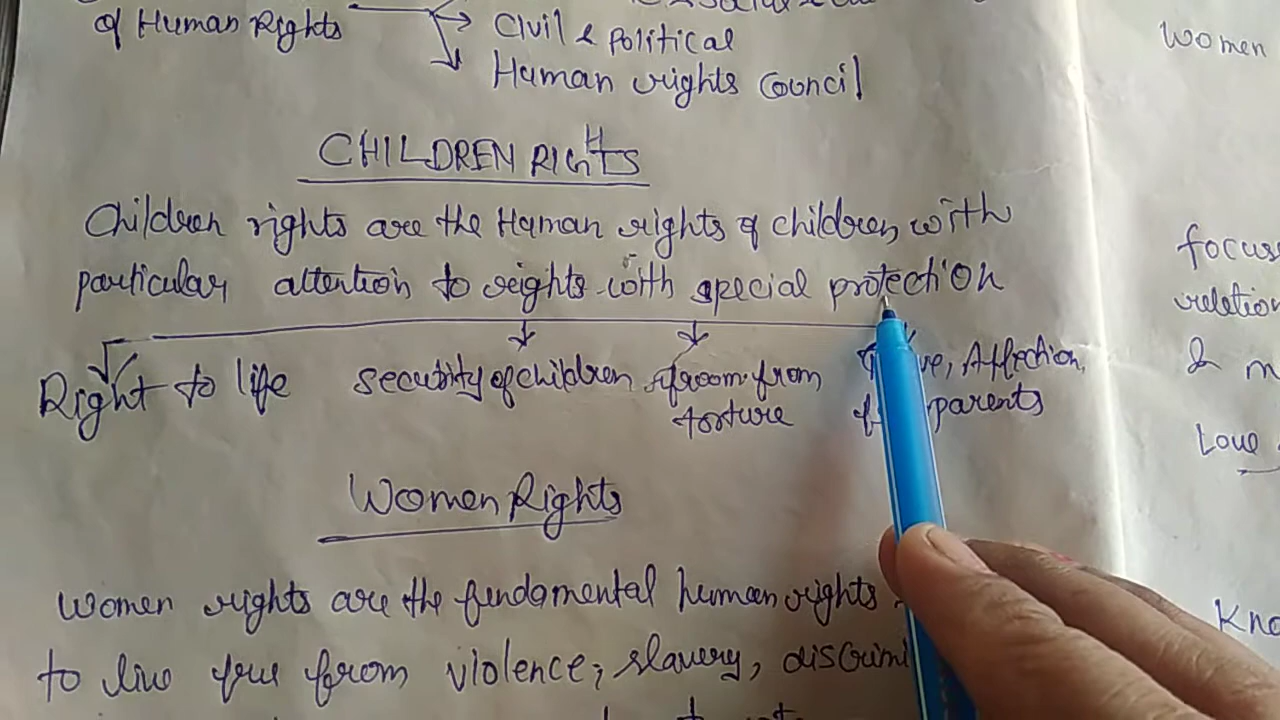 of Human Rights
Civil & political
Human rights Council
CHILDREN RIGHTS
Children rights are the Human rights of children, with
particular attention to rights with special protection
Right to life
security of children
froom from
torture
Affection,
parents
Women Rights
Women rights are the fundamental human rights
to live free from violence, slavery,
Women
&
Love